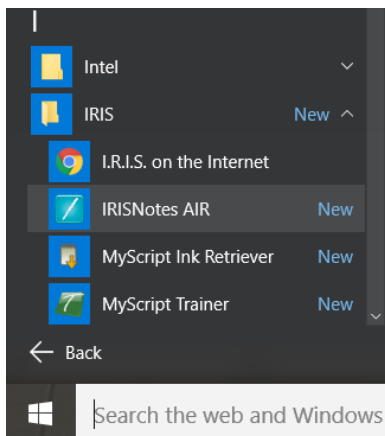 I
Intel
IRIS New
I.R.I.S. on the Internet
IRISNotes AIR New
MyScript Ink Retriever New
MyScript Trainer New
Back
Search the web and Windows